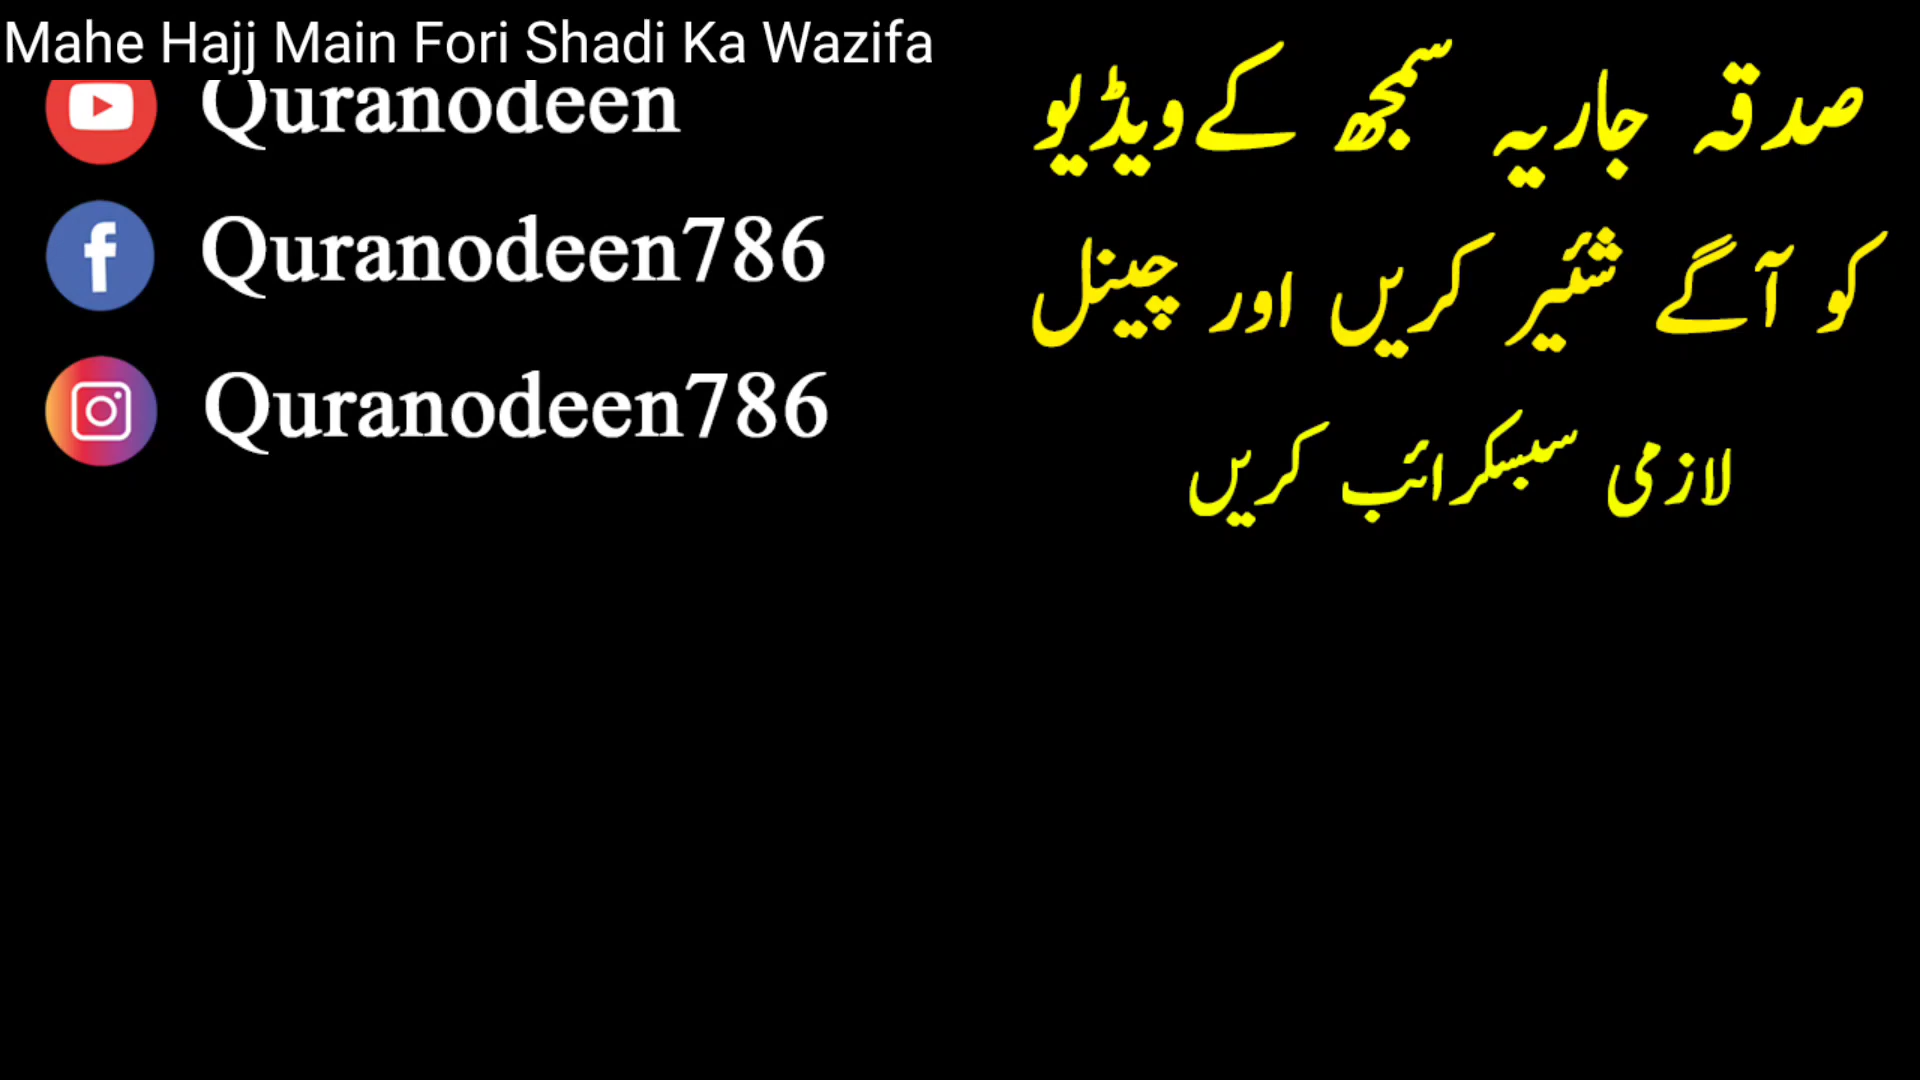 Mahe Hajj Main Fori Shadi Ka Wazifa
Quranodeen
Quranodeen786
Quranodeen786
صدقہ جاریہ سمجھ کے ویڈیو
کو آگے شئیر کریں اور چینل
لازمی سبسکرائب کریں